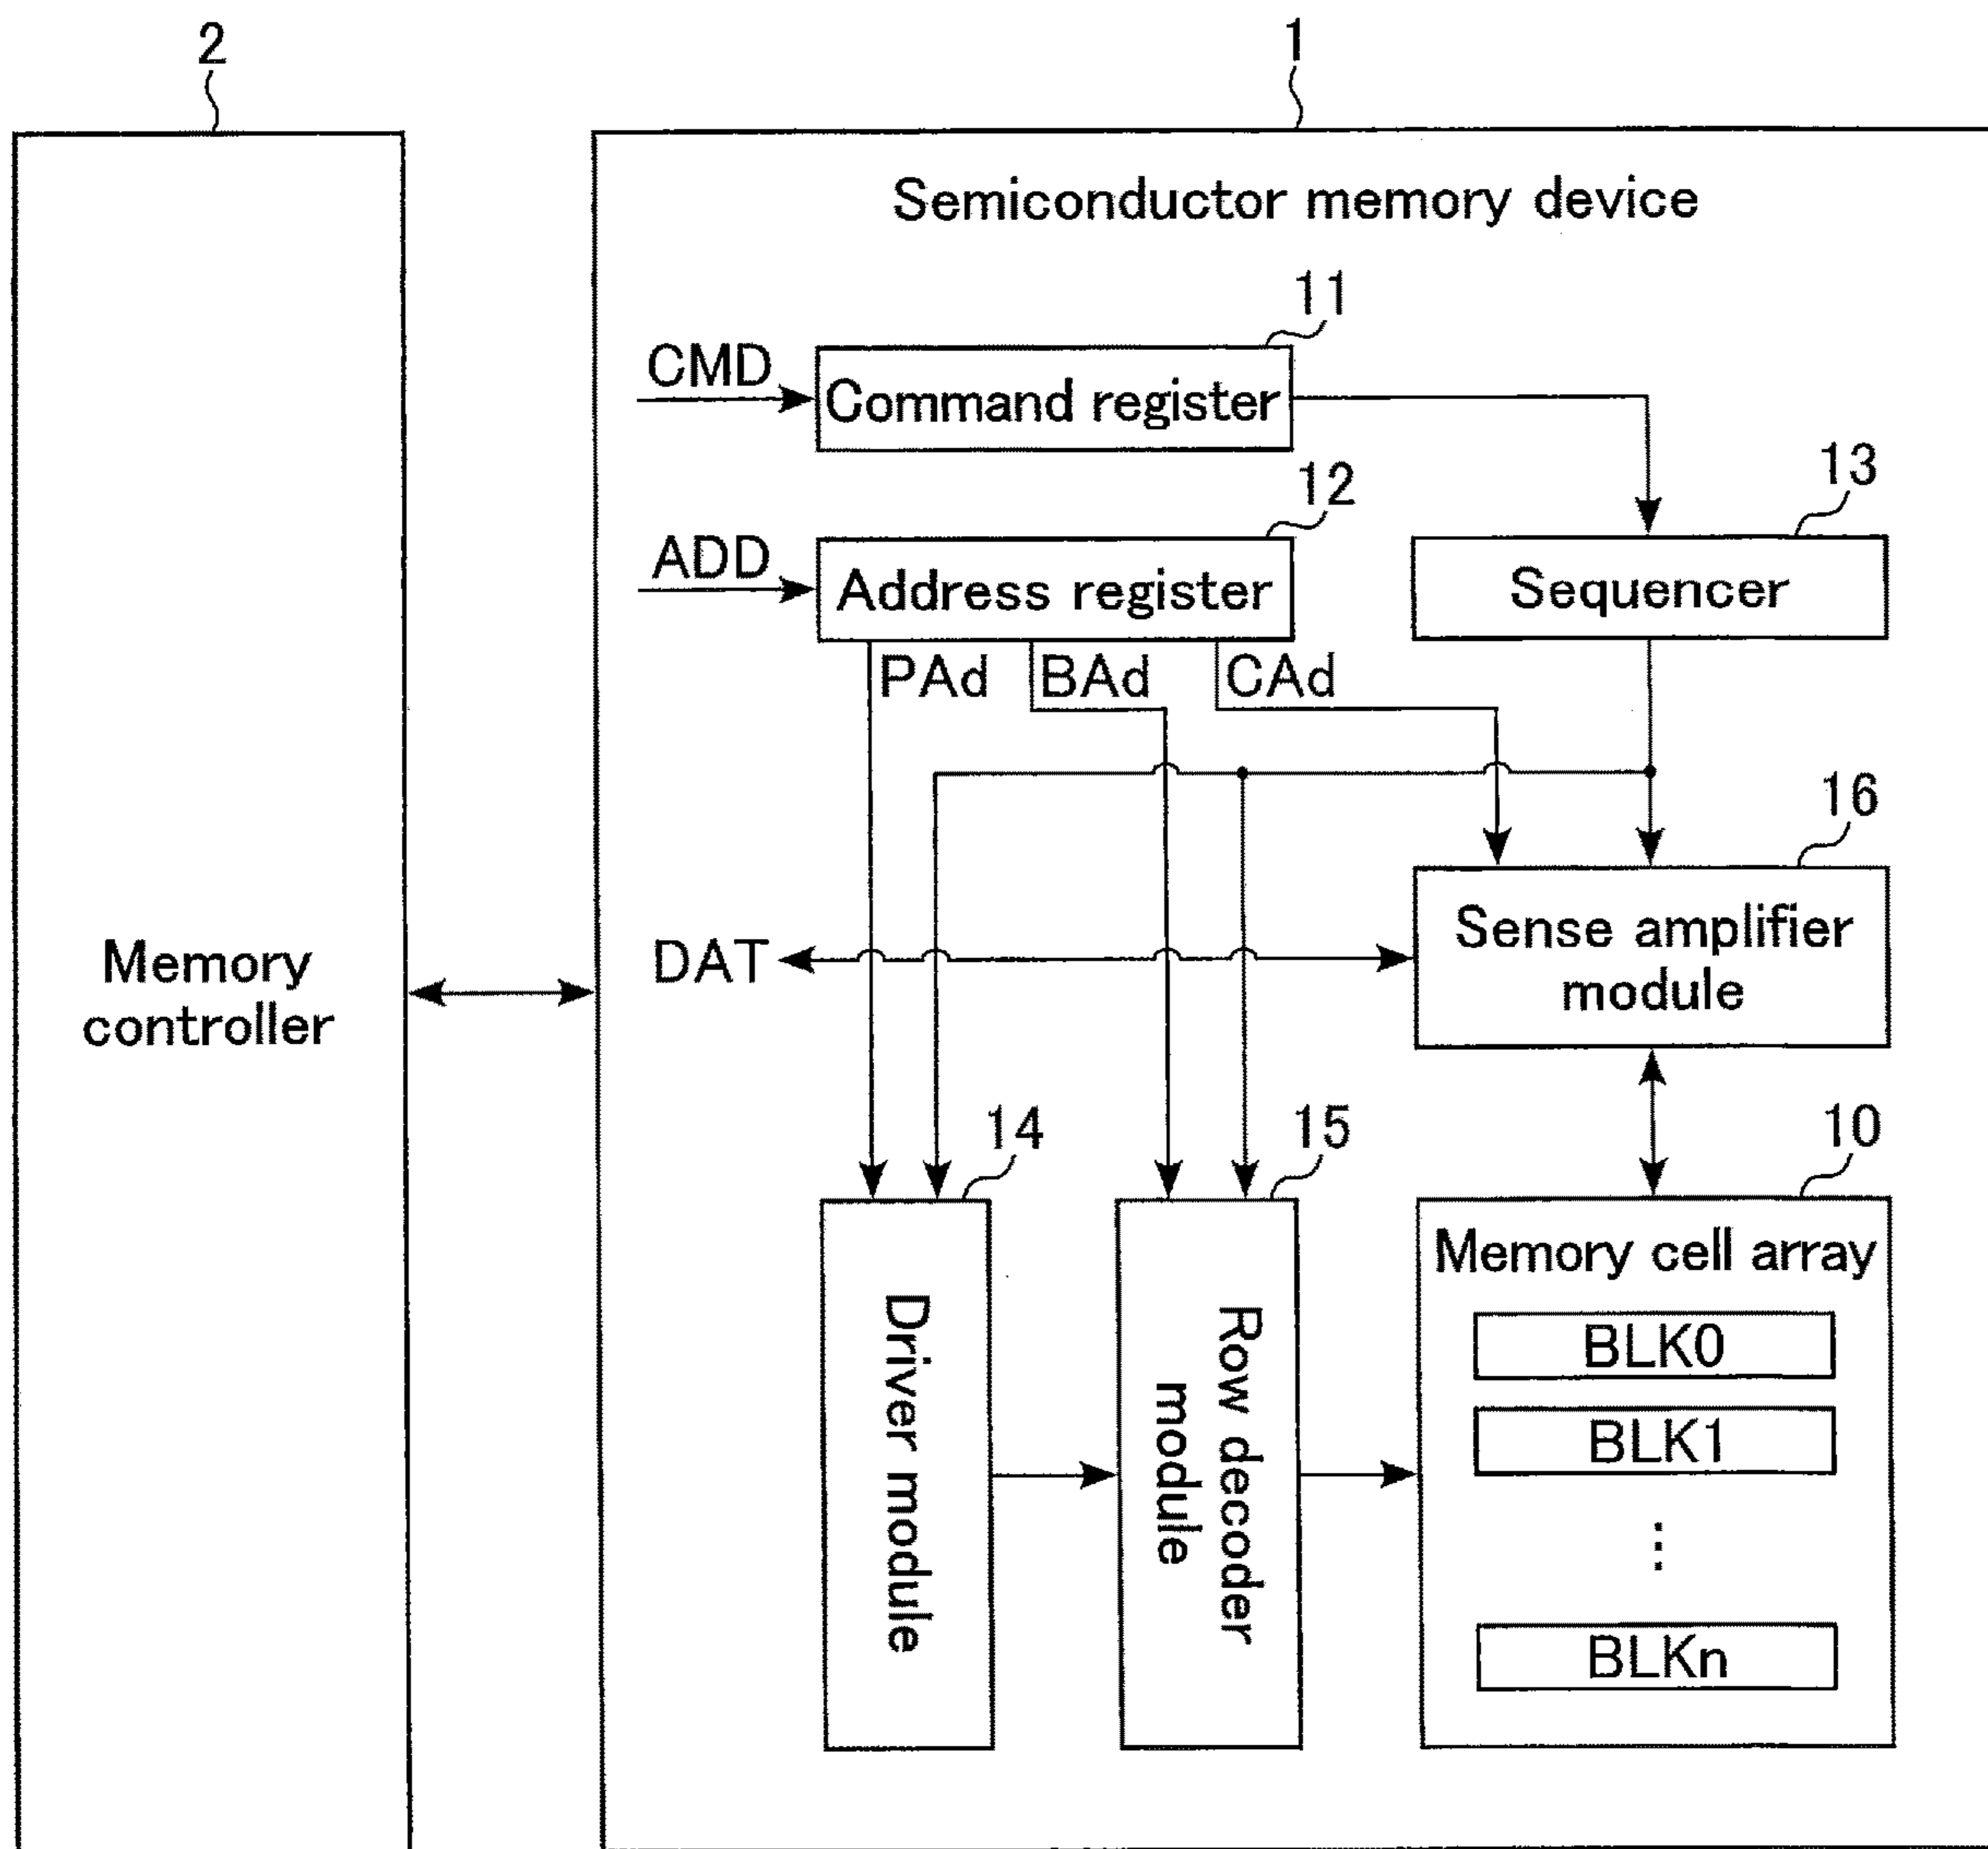 2
1
Semiconductor memory device
11
CMD
Command register
13
12
ADD
Address register
Sequencer
PAd
BAd
CAd
16
Sense amplifier
module
DAT
Memory
controller
14
15
10
Driver module
Row decoder
module
Memory cell array
BLK0
BLK1
⋮
BLKn